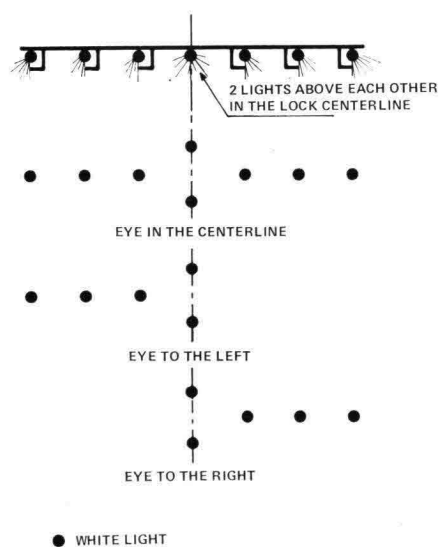 2 LIGHTS ABOVE EACH OTHER
IN THE LOCK CENTERLINE
EYE IN THE CENTERLINE
EYE TO THE LEFT
EYE TO THE RIGHT
WHITE LIGHT